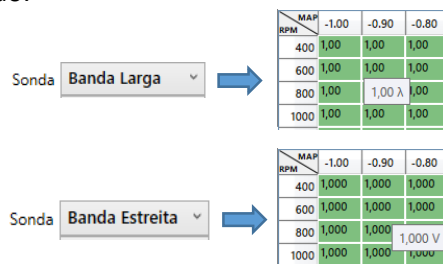 MAP
RPM -1.00 -0.90 -0.80
400 1,00 1,00 1,00
600 1,00 1,00 1,00
Sonda Banda Larga
800 1,00 1,00 λ 1,00
1000 1,00 1,00 1,00
MAP
RPM -1.00 -0.90 -0.80
400 1,000 1,000 1,000
600 1,000 1,000 1,000
Sonda Banda Estreita
800 1,000 1,000 1,000 V
1000 1,000 1,000 1,000